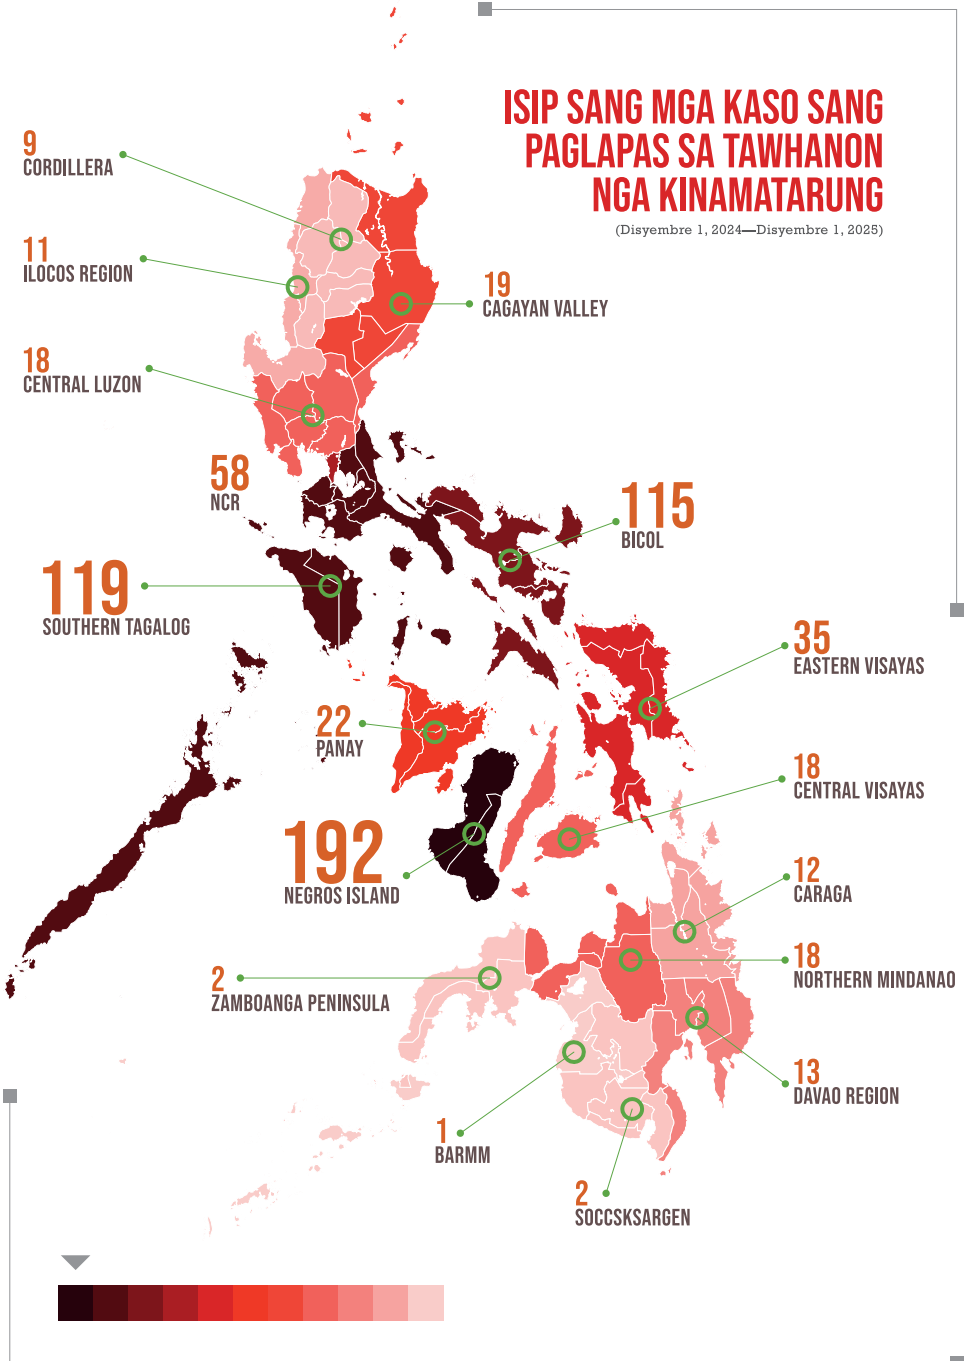 ISIP SANG MGA KASO SANG
PAGLAPAS SA TAWHANON
NGA KINAMATARUNG
(Disyembre 1, 2024—Disyembre 1, 2025)
9
CORDILLERA
11
ILOCOS REGION
19
CAGAYAN VALLEY
18
CENTRAL LUZON
58
NCR
115
BICOL
119
SOUTHERN TAGALOG
35
EASTERN VISAYAS
22
PANAY
18
CENTRAL VISAYAS
192
NEGROS ISLAND
12
CARAGA
18
NORTHERN MINDANAO
2
ZAMBOANGA PENINSULA
13
DAVAO REGION
1
BARMM
2
SOCCSKSARGEN